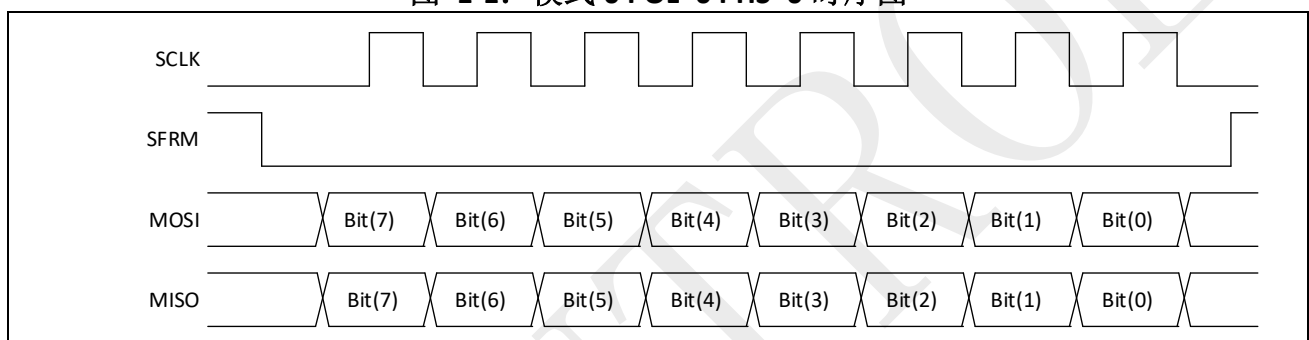 SCLK
SFRM
MOSI Bit(7) Bit(6) Bit(5) Bit(4) Bit(3) Bit(2) Bit(1) Bit(0)
MISO Bit(7) Bit(6) Bit(5) Bit(4) Bit(3) Bit(2) Bit(1) Bit(0)